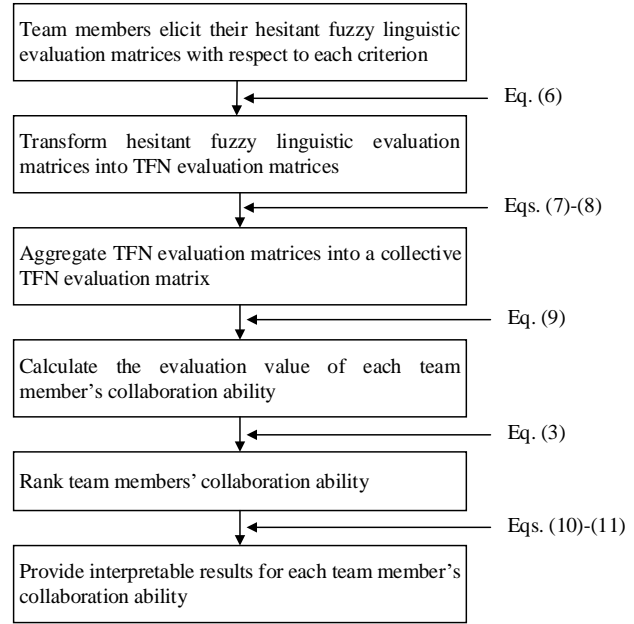 Team members elicit their hesitant fuzzy linguistic
evaluation matrices with respect to each criterion
Eq. (6)
Transform hesitant fuzzy linguistic evaluation
matrices into TFN evaluation matrices
Eqs. (7)-(8)
Aggregate TFN evaluation matrices into a collective
TFN evaluation matrix
Eq. (9)
Calculate the evaluation value of each team
member's collaboration ability
Eq. (3)
Rank team members' collaboration ability
Eqs. (10)-(11)
Provide interpretable results for each team member's
collaboration ability